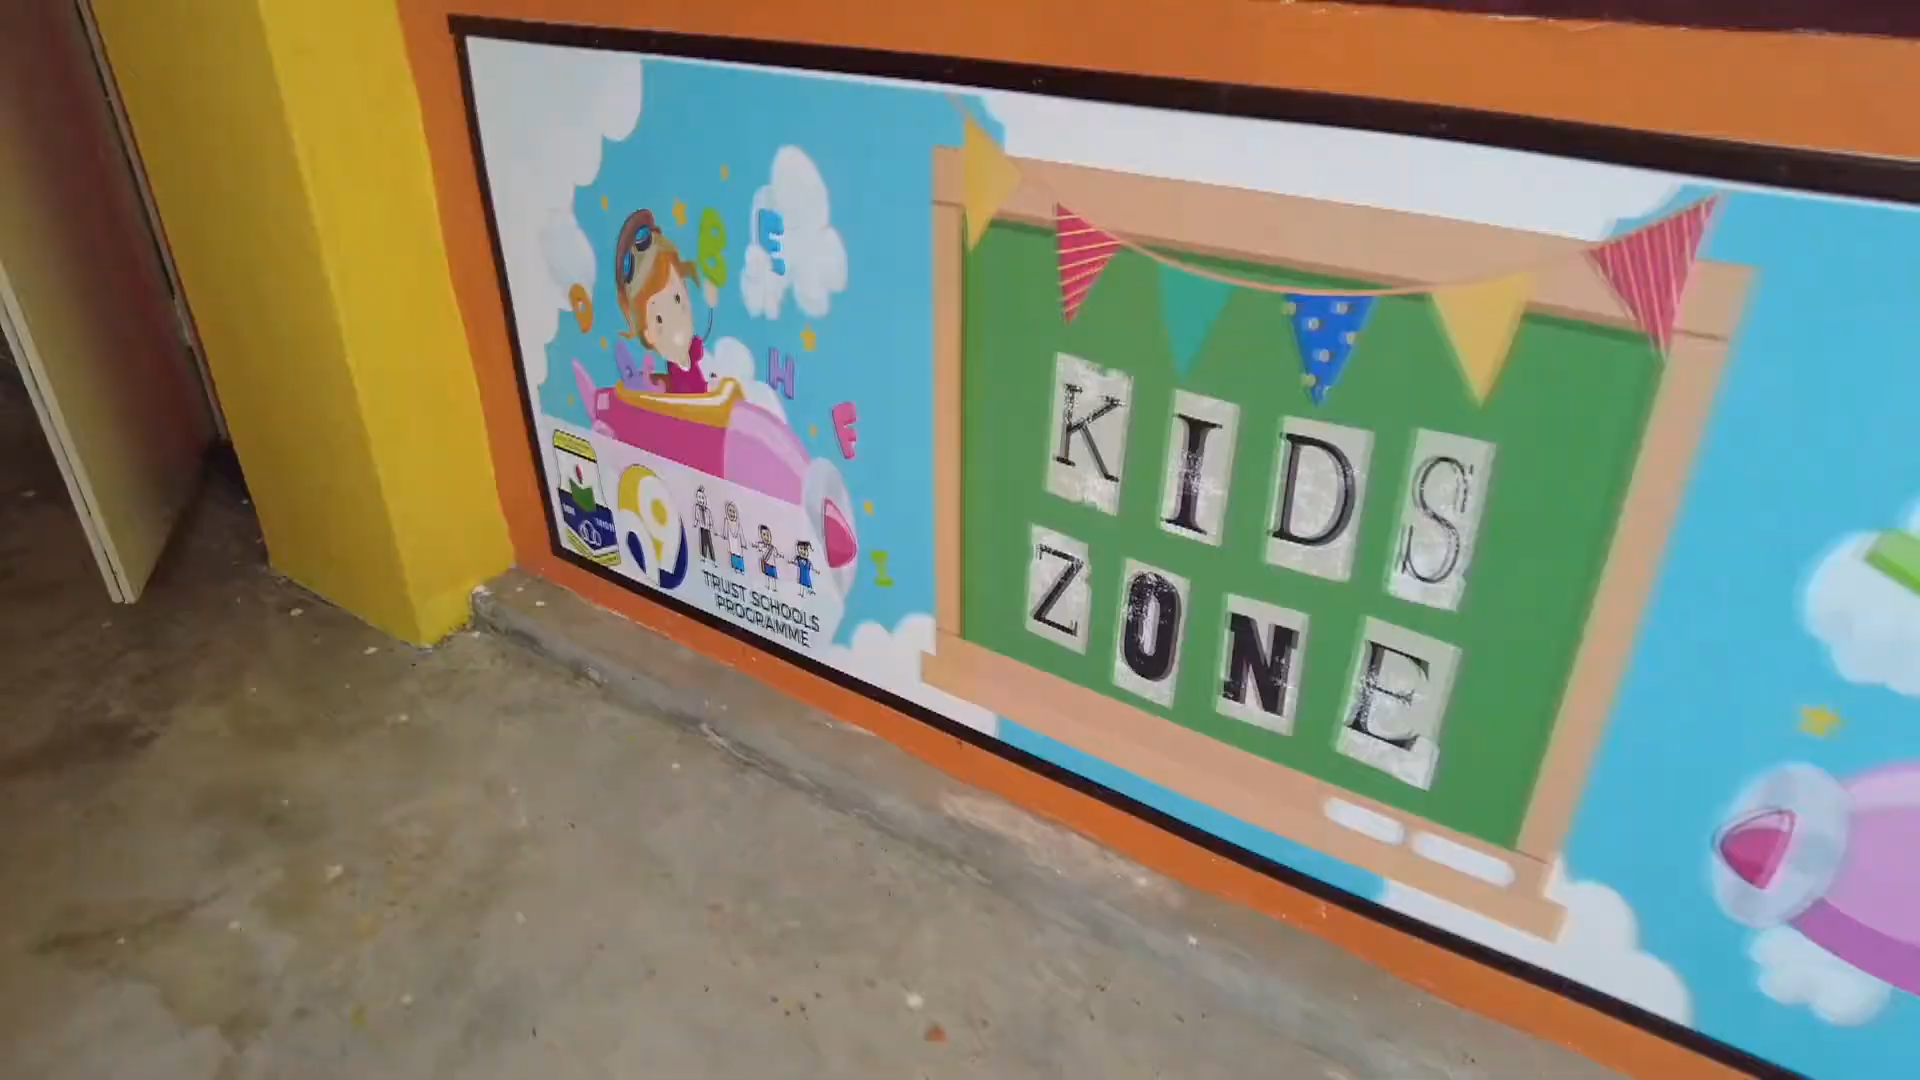 B E
D
H
F
I
TRUST SCHOOLS
PROGRAMME
KIDS
ZONE